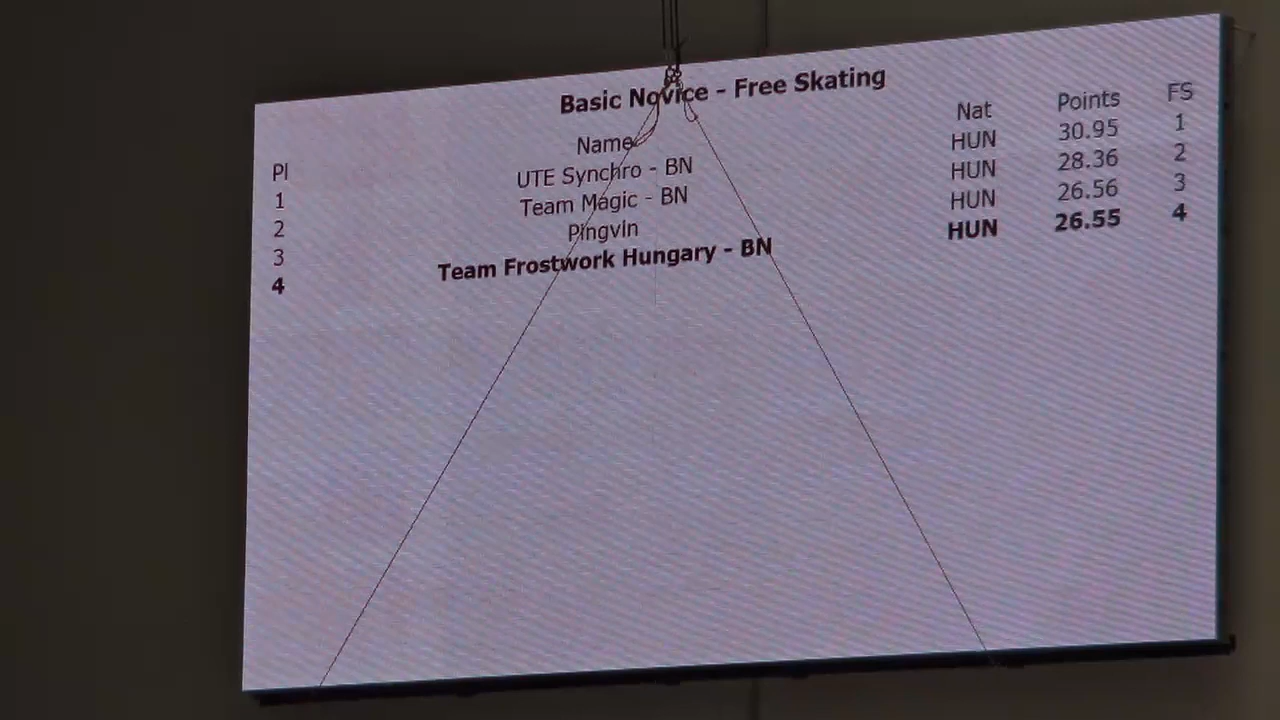 Basic Novice - Free Skating
Pl Name Nat Points FS
1 UTE Synchro - BN HUN 30.95 1
2 Team Magic - BN HUN 28.36 2
3 Pingvin HUN 26.56 3
4 Team Frostwork Hungary - BN HUN 26.55 4